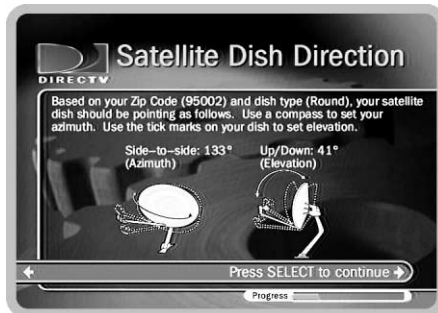 Satellite Dish Direction
DIRECTV
Based on your Zip Code (95002) and dish type (Round), your satellite
dish should be pointing as follows. Use a compass to set your
azimuth. Use the tick marks on your dish to set elevation.
Side-to-side: 133° Up/Down: 41°
(Azimuth) (Elevation)
Press SELECT to continue
Progress